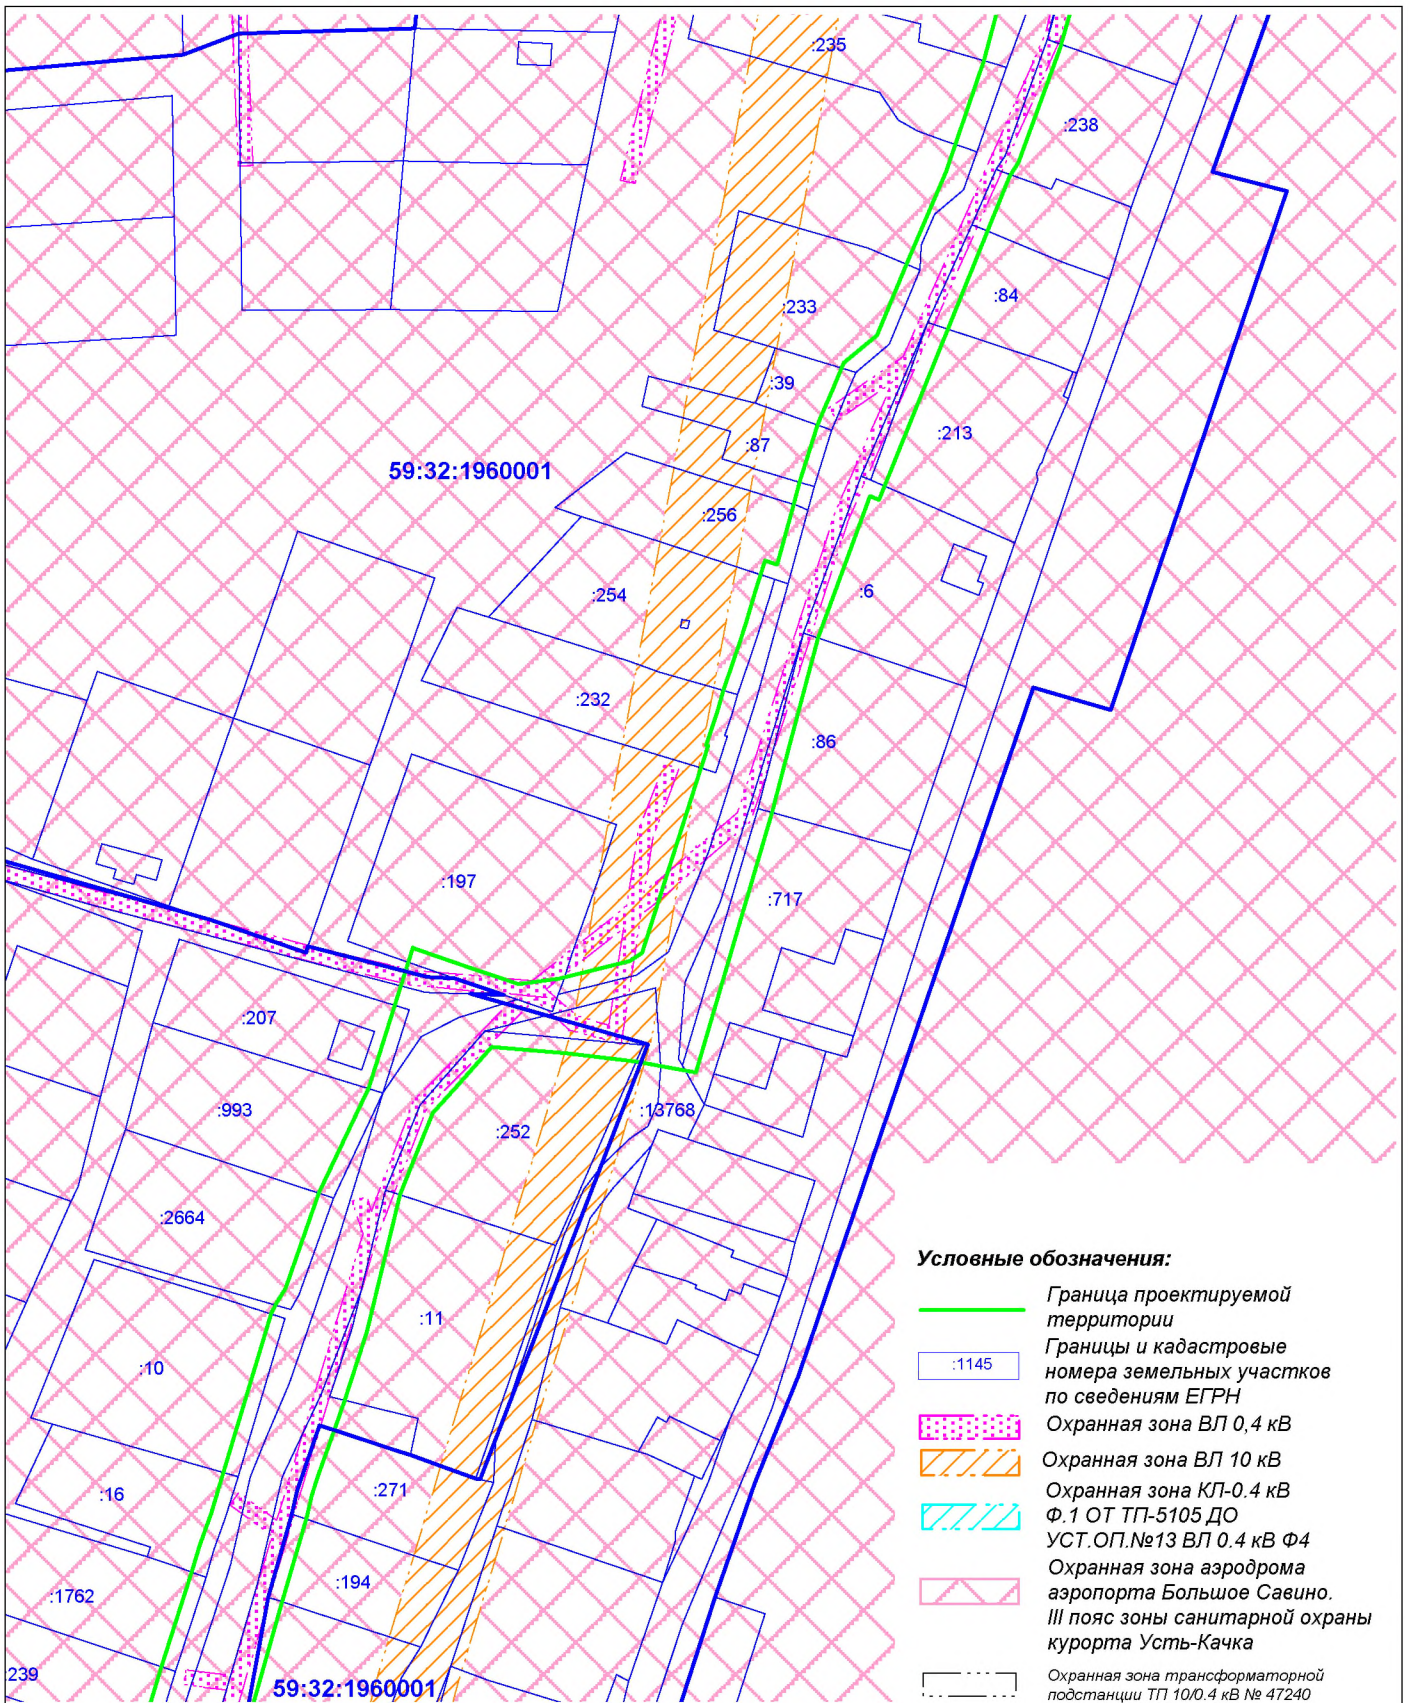 :235
:238
:84
:233
:39
:87
:213
59:32:1960001
:256
:254
:6
:232
:86
:197
:717
:207
:993
:252
:13768
:2664
:11
:10
:271
:16
:194
:1762
:239
59:32:1960001
Условные обозначения:
Граница проектируемой
территории
:1145
Границы и кадастровые
номера земельных участков
по сведениям ЕГРН
Охранная зона ВЛ 0,4 кВ
Охранная зона ВЛ 10 кВ
Охранная зона КЛ-0.4 кВ
Ф.1 ОТ ТП-5105 ДО
УСТ.ОП.№13 ВЛ 0.4 кВ Ф4
Охранная зона аэродрома
аэропорта Большое Савино.
III пояс зоны санитарной охраны
курорта Усть-Качка
Охранная зона трансформаторной
подстанции ТП 10/0.4 кВ № 47240